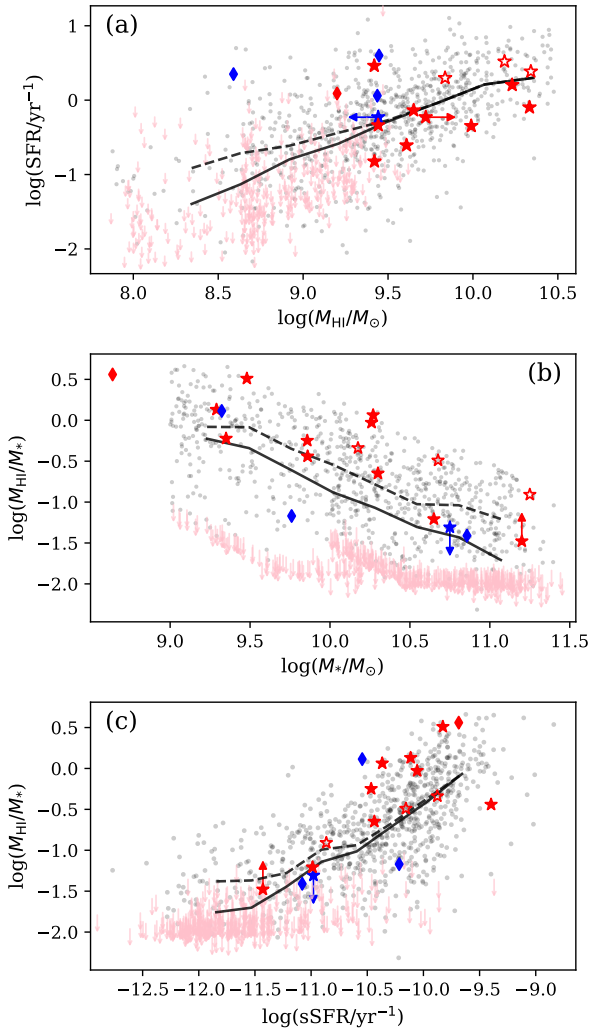 (a)
1
0
−1
−2
log(SFR/yr⁻¹)
8.0 8.5 9.0 9.5 10.0 10.5
log(M_HI/M_⊙)
(b)
0.5
0.0
−0.5
−1.0
−1.5
−2.0
log(M_HI/M_*)
9.0 9.5 10.0 10.5 11.0 11.5
log(M_*/M_⊙)
(c)
0.5
0.0
−0.5
−1.0
−1.5
−2.0
log(M_HI/M_*)
−12.5 −12.0 −11.5 −11.0 −10.5 −10.0 −9.5 −9.0
log(sSFR/yr⁻¹)